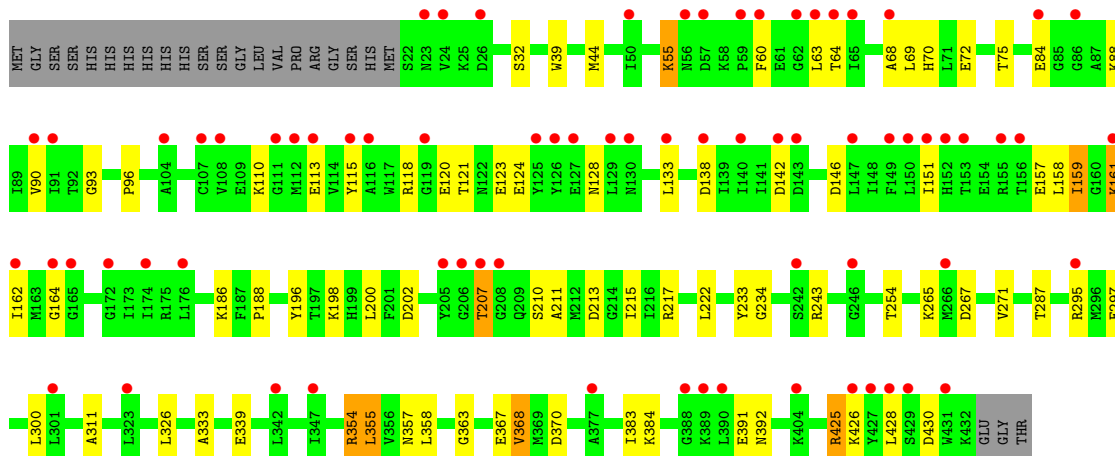 MET GLY SER SER HIS HIS HIS HIS HIS HIS SER SER GLY LEU VAL PRO ARG GLY SER HIS MET S22 N23 V24 K25 D26 S32 W39 M44 I50 K55 N56 D57 K58 P59 F60 E61 G62 L63 T64 I65 A68 L69 H70 L71 E72 T75 E84 G85 G86 A87 K88
I89 V90 I91 T92 G93 P96 A104 C107 V108 E109 K110 G111 M112 E113 V114 Y115 A116 W117 R118 G119 E120 T121 N122 E123 E124 Y125 Y126 E127 N128 L129 N130 L133 D138 I139 I140 I141 D142 D143 D146 L147 I148 F149 L150 I151 H152 T153 E154 R155 T156 E157 L158 I159 G160 K161
I162 M163 G164 G165 G172 I173 I174 R175 L176 K186 F187 P188 Y196 T197 K198 H199 L200 F201 D202 Y205 G206 T207 G208 Q209 S210 A211 M212 D213 G214 I215 I216 R217 L222 Y233 G234 S242 R243 G246 T254 K265 M266 D267 V271 T287 R295 M296
L300 L301 A311 L323 L326 A333 E339 L342 I347 R354 L355 V356 N357 L358 G363 E367 V368 M369 D370 A377 I383 K384 G388 K389 L390 E391 N392 K404 R425 K426 Y427 L428 S429 D430 W431 K432 GLU GLY THR